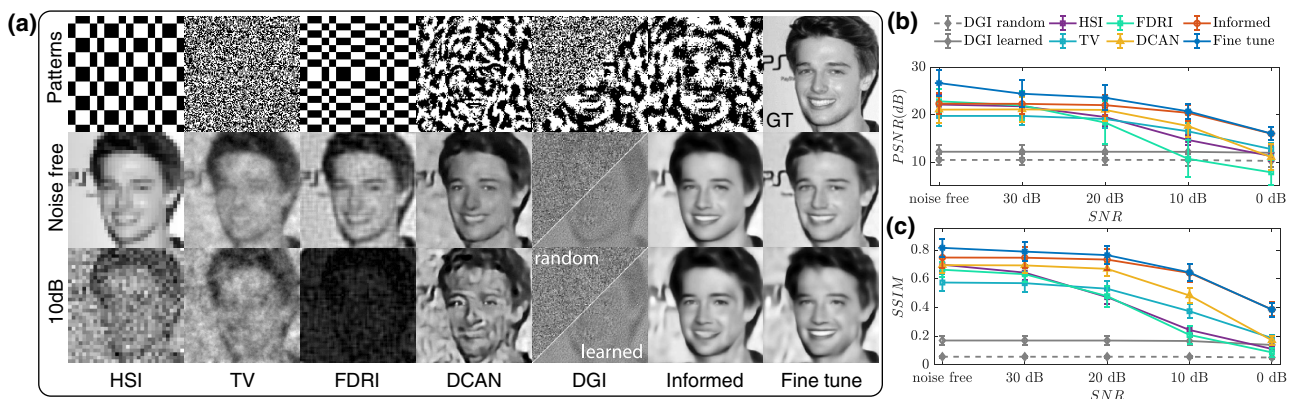 (a)
Patterns
GT
Noise free
10dB
random
learned
HSI TV FDRI DCAN DGI Informed Fine tune
(b)
DGI random HSI FDRI Informed
DGI learned TV DCAN Fine tune
PSNR(dB)
30
20
10
noise free 30 dB 20 dB 10 dB 0 dB
SNR
(c)
SSIM
0.8
0.6
0.4
0.2
0
noise free 30 dB 20 dB 10 dB 0 dB
SNR